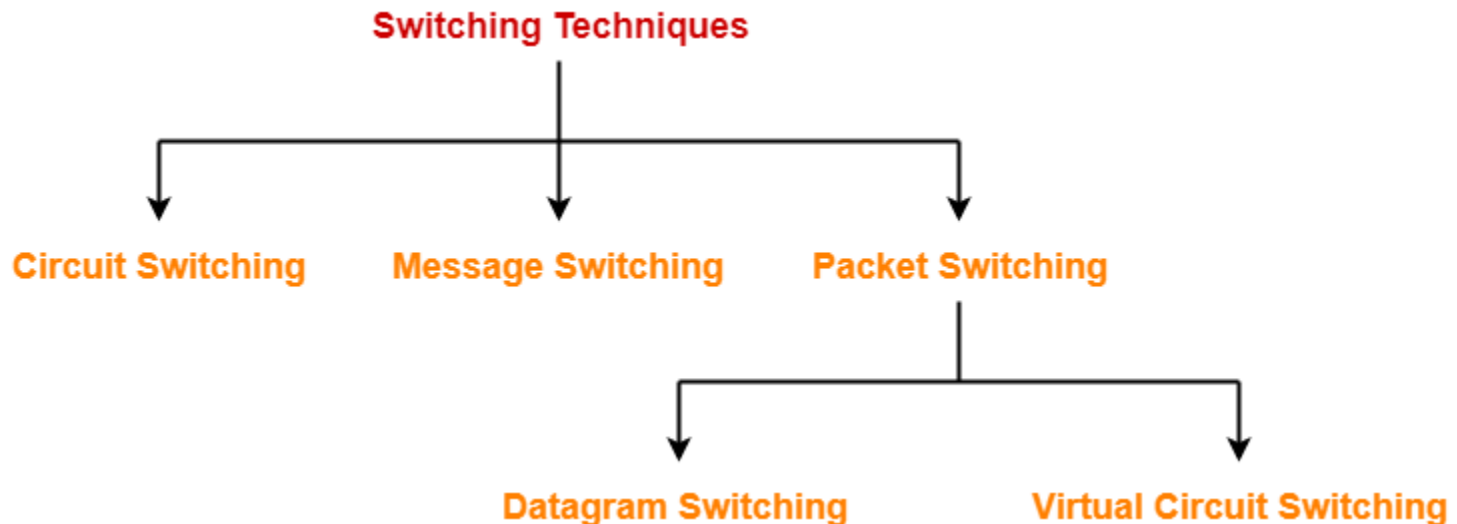 Switching Techniques
Circuit Switching
Message Switching
Packet Switching
Datagram Switching
Virtual Circuit Switching